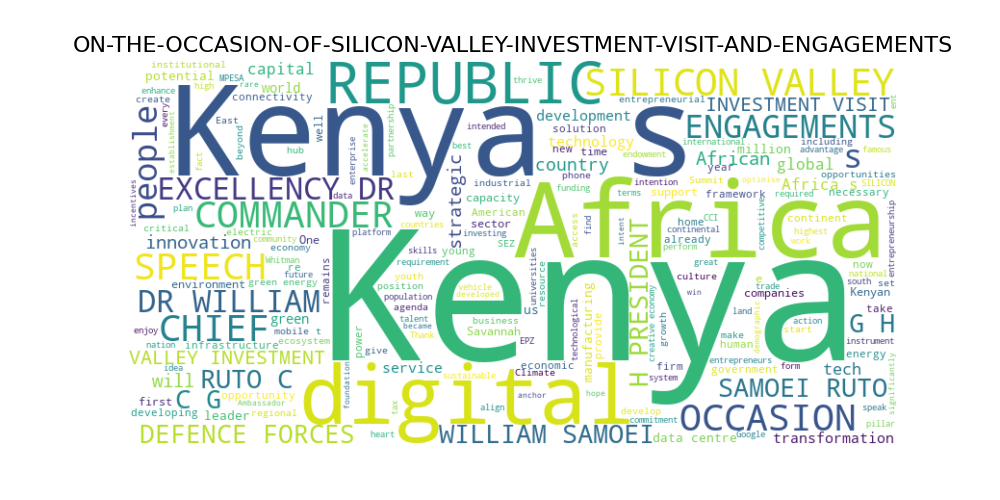 ON-THE-OCCASION-OF-SILICON-VALLEY-INVESTMENT-VISIT-AND-ENGAGEMENTS
institutional
MPESA
capital
REPUBLIC
SILICON VALLEY
potential
high
rare
world
thrive
enhance
create
connectivity
entrepreneurial
INVESTMENT VISIT
ent
people
every
East
beyond
well
Kenya s
development
ENGAGEMENTS
solution
technology
new
time
international
including
advantage
famous
critical
establishment
fact
hub
enterprise
accelerate
partnership
intended
best
endowment
million
African
global
s
EXCELLENCY DR
data
last
strategic
industrial
country
phone
intention
year
opportunities
incentives
plan
COMMANDER
capacity
funding
Summit
optimise
Africa s
SILICON
terms
support
framework
required
necessary
Africa
way
American
sector
access
find
home
CCI
continental
competitive
continent
highest
work
critical
electric
countries
SEZ
investing
intent
already
perform
entrepreneurship
innovation
community
One
platform
economy
young
now
national
Kenyan
south
set
SPEECH
Whitman
re
future
skills
requirement
remains
universities
resource
Kenya
H PRESIDENT
great
culture
trade
environment
green energy
youth
position
vehicle
developed
us
manufacturing
provide
creative economy
win
companies
take
DR WILLIAM
green
talent
population
agenda
business
Savannah
technological
growth
land
action
demographic
start
G H
instrument
CHIEF
mobile
t
enjoy
nation
infrastructure
ecosystem
power
became
Thank
EPZ
economic
make
human
entrepreneurs
form
energy
significantly
VALLEY INVESTMENT
idea
give
service
Climate
firm
system
government
tech
will
RUTO C
foundation
digital
sustainable
anchor
hope
SAMOEI RUTO
first
C G
opportunity
Ambassador
tax
align
develop
OCCASION
speak
developing
leader
regional
commitment
pillar
DEFENCE FORCES
heart
WILLIAM SAMOEI
data centre
Google
transformation